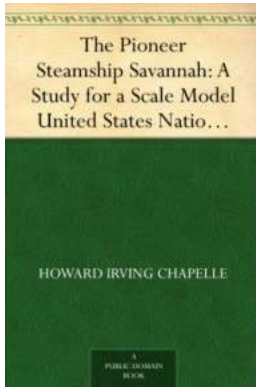 The Pioneer
Steamship Savannah: A
Study for a Scale Model
United States Natio...
HOWARD IRVING CHAPELLE
A
PUBLIC DOMAIN
BOOK